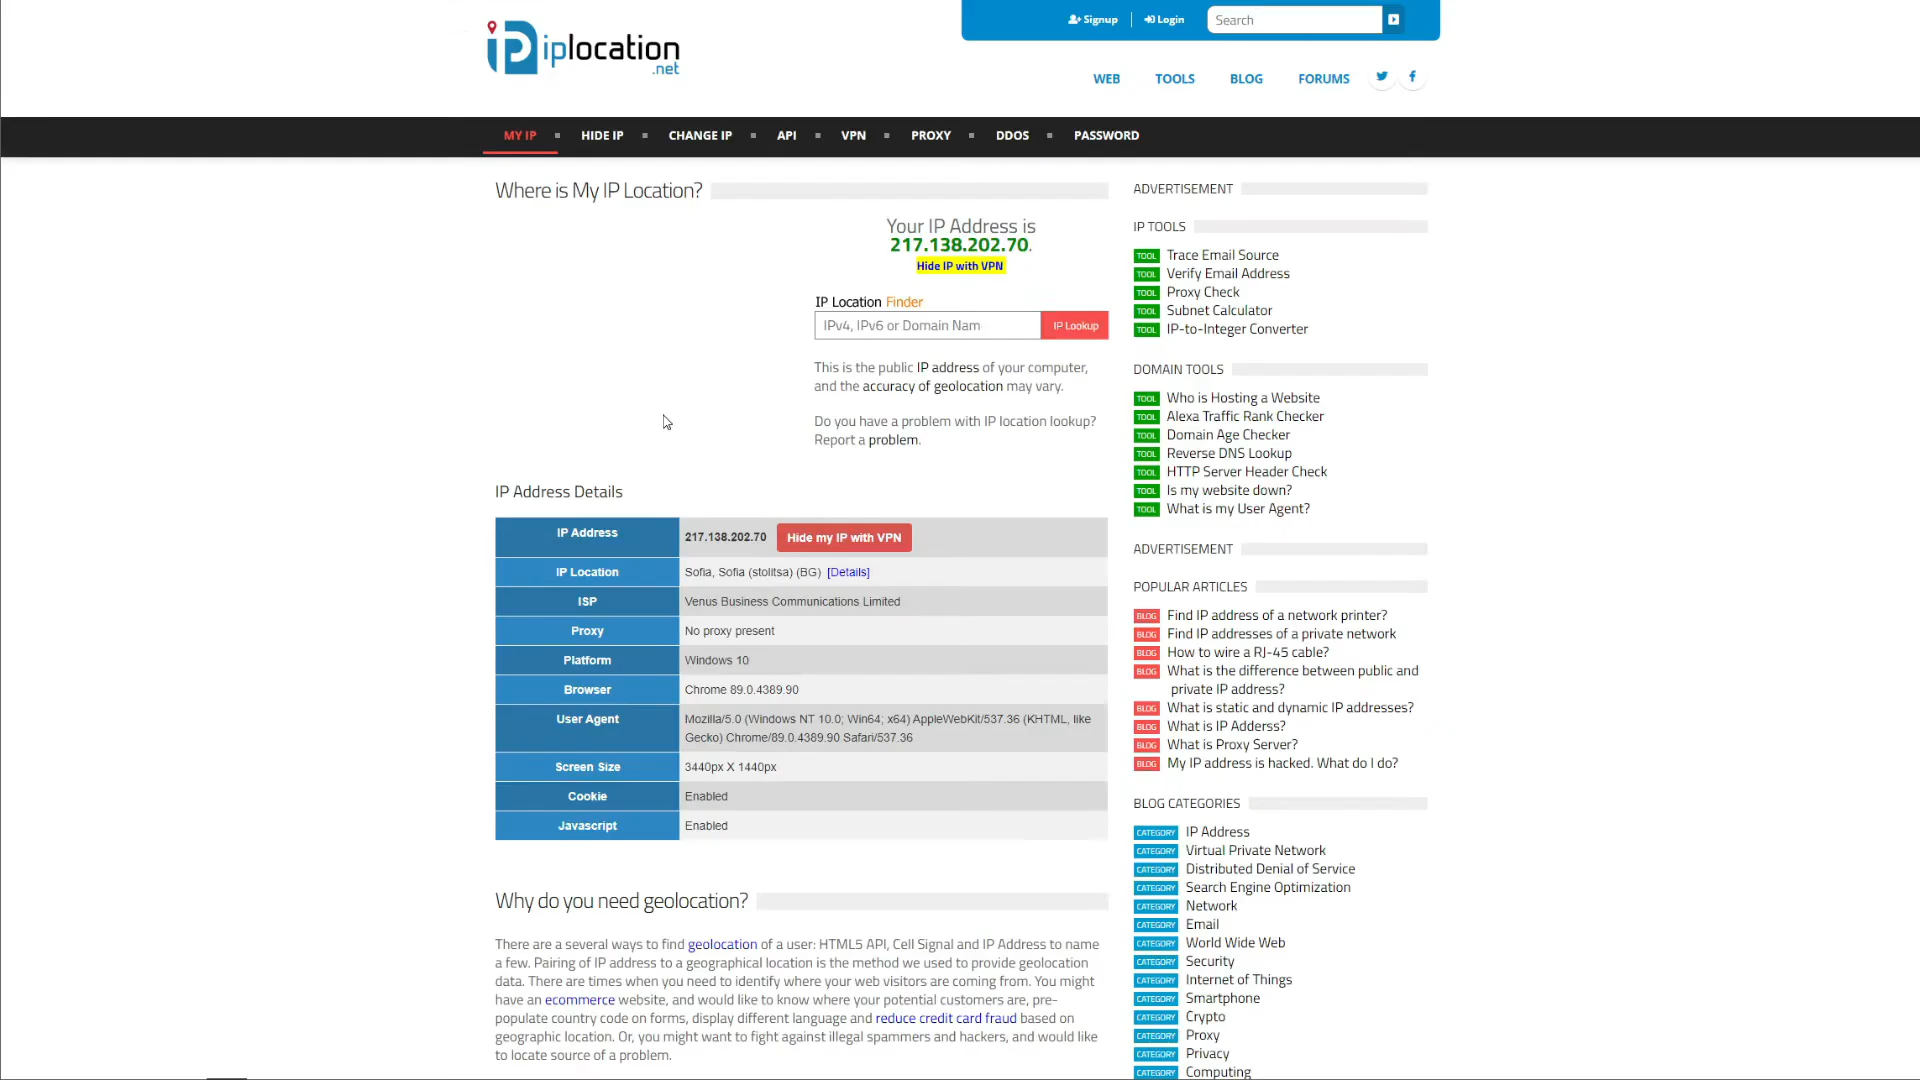 Signup
Login
Search
iplocation
.net
WEB
TOOLS
BLOG
FORUMS
MY IP
HIDE IP
CHANGE IP
API
VPN
PROXY
DDOS
PASSWORD
Where is My IP Location?
Your IP Address is
217.138.202.70.
Hide IP with VPN
IP Location Finder
IPv4, IPv6 or Domain Nam
IP Lookup
This is the public IP address of your computer,
and the accuracy of geolocation may vary.
Do you have a problem with IP location lookup?
Report a problem.
IP Address Details
IP Address 217.138.202.70 Hide my IP with VPN
IP Location Sofia, Sofia (stolitsa) (BG) [Details]
ISP Venus Business Communications Limited
Proxy No proxy present
Platform Windows 10
Browser Chrome 89.0.4389.90
User Agent Mozilla/5.0 (Windows NT 10.0; Win64; x64) AppleWebKit/537.36 (KHTML, like
Gecko) Chrome/89.0.4389.90 Safari/537.36
Screen Size 3440px X 1440px
Cookie Enabled
Javascript Enabled
Why do you need geolocation?
There are a several ways to find geolocation of a user: HTML5 API, Cell Signal and IP Address to name
a few. Pairing of IP address to a geographical location is the method we used to provide geolocation
data. There are times when you need to identify where your web visitors are coming from. You might
have an ecommerce website, and would like to know where your potential customers are, pre-
populate country code on forms, display different language and reduce credit card fraud based on
geographic location. Or, you might want to fight against illegal spammers and hackers, and would like
to locate source of a problem.
ADVERTISEMENT
IP TOOLS
TOOL Trace Email Source
TOOL Verify Email Address
TOOL Proxy Check
TOOL Subnet Calculator
TOOL IP-to-Integer Converter
DOMAIN TOOLS
TOOL Who is Hosting a Website
TOOL Alexa Traffic Rank Checker
TOOL Domain Age Checker
TOOL Reverse DNS Lookup
TOOL HTTP Server Header Check
TOOL Is my website down?
TOOL What is my User Agent?
ADVERTISEMENT
POPULAR ARTICLES
BLOG Find IP address of a network printer?
BLOG Find IP addresses of a private network
BLOG How to wire a RJ-45 cable?
BLOG What is the difference between public and
private IP address?
BLOG What is static and dynamic IP addresses?
BLOG What is IP Adderss?
BLOG What is Proxy Server?
BLOG My IP address is hacked. What do I do?
BLOG CATEGORIES
CATEGORY IP Address
CATEGORY Virtual Private Network
CATEGORY Distributed Denial of Service
CATEGORY Search Engine Optimization
CATEGORY Network
CATEGORY Email
CATEGORY World Wide Web
CATEGORY Security
CATEGORY Internet of Things
CATEGORY Smartphone
CATEGORY Crypto
CATEGORY Proxy
CATEGORY Privacy
CATEGORY Computing